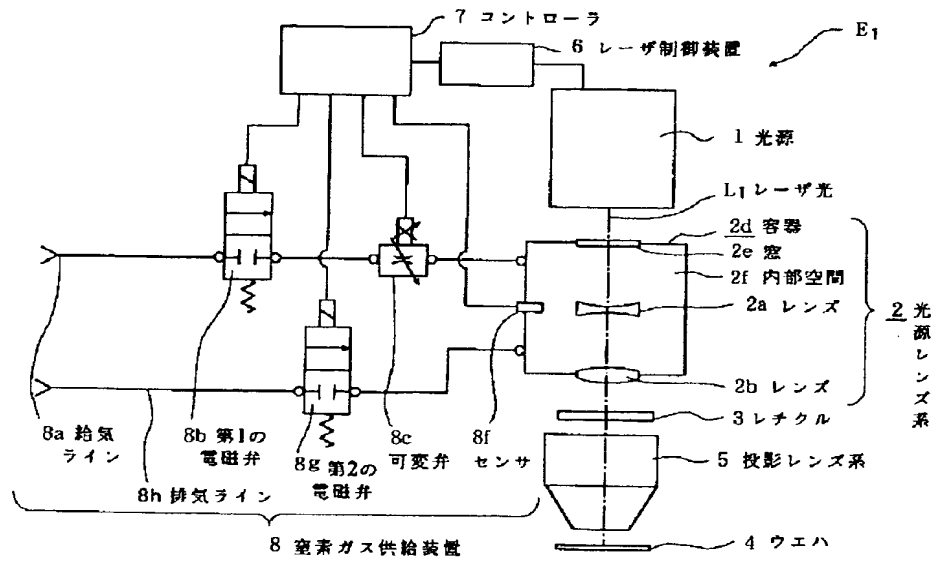 7 コントローラ
6 レーザ制御装置
E1
1 光源
L1レーザ光
2d 容器
2e 窓
2f 内部空間
2a レンズ
2 光源レンズ系
2b レンズ
3 レチクル
8a 給気
ライン
8b 第1の
電磁弁
8g 第2の
電磁弁
8c
可変弁
8f
センサ
5 投影レンズ系
8h 排気ライン
8 窒素ガス供給装置
4 ウエハ